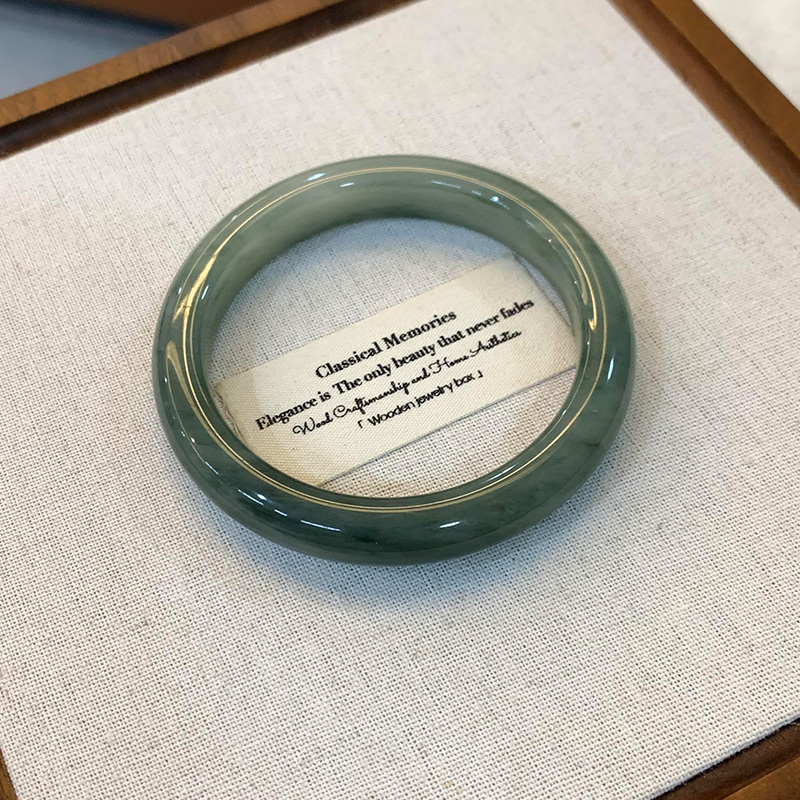 Classical Memories
Elegance is The only beauty that never fades
Wood Craftsmanship and Home Aesthetics
「 Wooden jewelry box 」